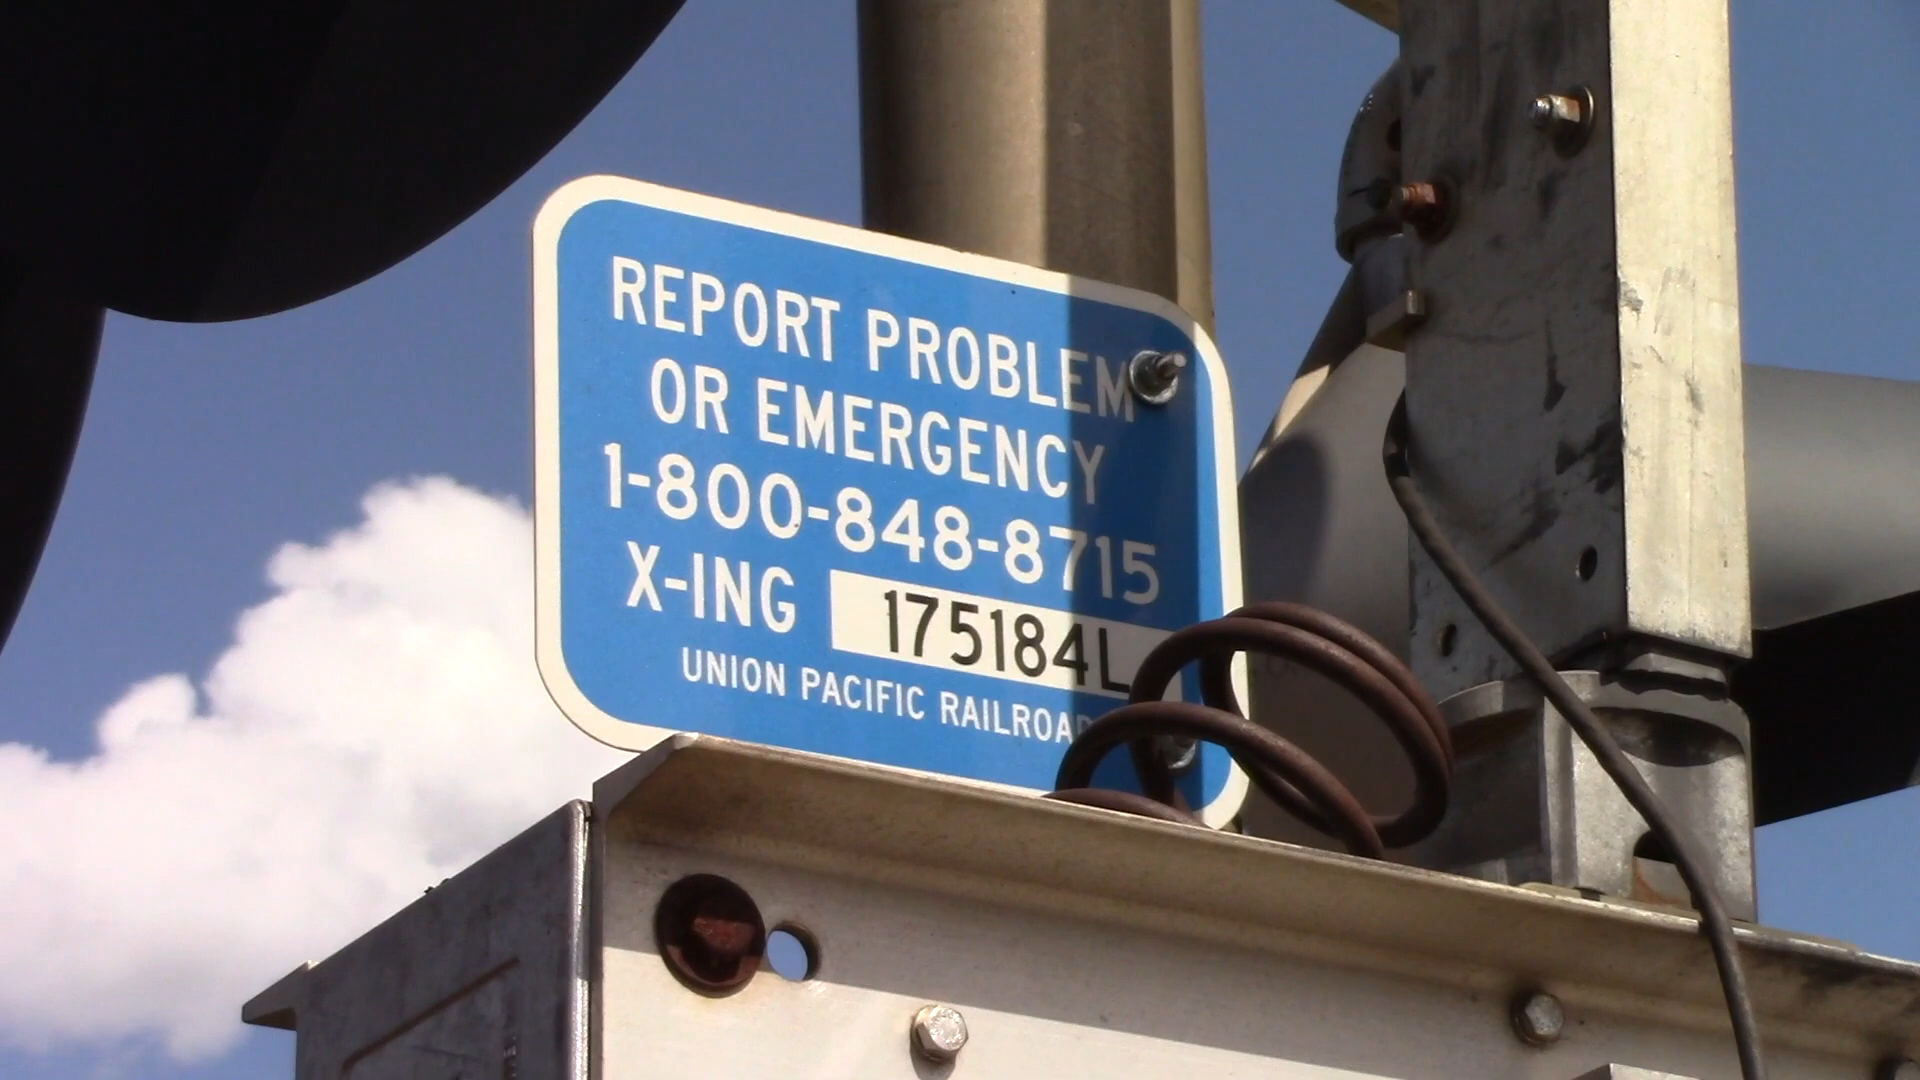 REPORT PROBLEM
OR EMERGENCY
1-800-848-8715
X-ING 175184L
UNION PACIFIC RAILROAD